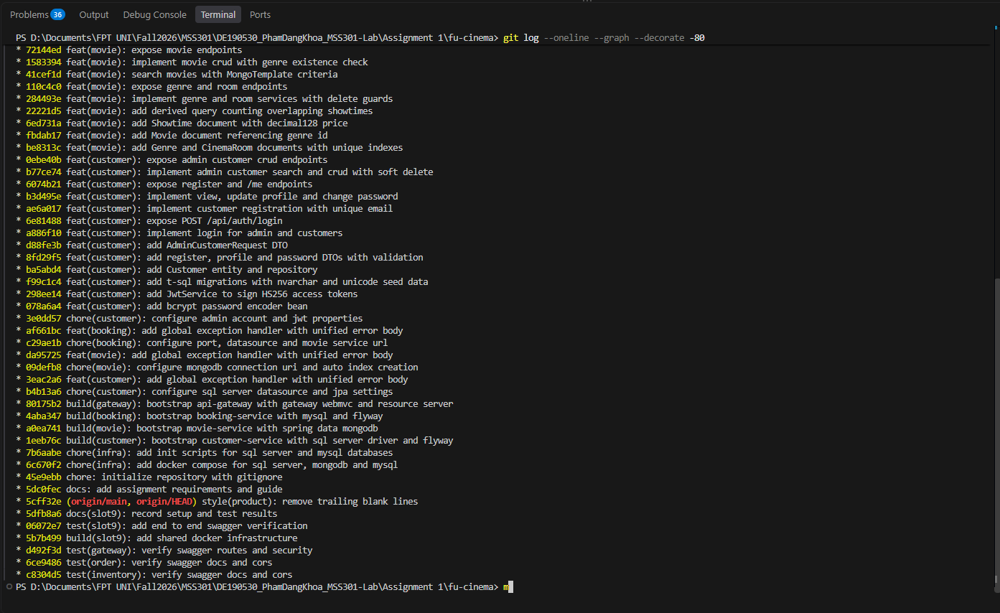 Problems 36 Output Debug Console Terminal Ports
PS D:\Documents\FPT UNI\Fall2026\MSS301\DE190530_PhamDangKhoa_MSS301-Lab\Assignment 1\fu-cinema> git log --oneline --graph --decorate -80
* 72144ed feat(movie): expose movie endpoints
* 1583394 feat(movie): implement movie crud with genre existence check
* 41cef1d feat(movie): search movies with MongoTemplate criteria
* 110c4c0 feat(movie): expose genre and room endpoints
* 284493e feat(movie): implement genre and room services with delete guards
* 22221d5 feat(movie): add derived query counting overlapping showtimes
* 6ed731a feat(movie): add Showtime document with decimal128 price
* fbdab17 feat(movie): add Movie document referencing genre id
* be8313c feat(movie): add Genre and CinemaRoom documents with unique indexes
* 0ebe40b feat(customer): expose admin customer crud endpoints
* b77ce74 feat(customer): implement admin customer search and crud with soft delete
* 6074b21 feat(customer): expose register and /me endpoints
* b3d495e feat(customer): implement view, update profile and change password
* ae6a017 feat(customer): implement customer registration with unique email
* 6e81488 feat(customer): expose POST /api/auth/login
* a886f10 feat(customer): implement login for admin and customers
* d88fe3b feat(customer): add AdminCustomerRequest DTO
* 8fd29f5 feat(customer): add register, profile and password DTOs with validation
* ba5abd4 feat(customer): add Customer entity and repository
* f99c1c4 feat(customer): add t-sql migrations with nvarchar and unicode seed data
* 298ee14 feat(customer): add JwtService to sign HS256 access tokens
* 078a6a4 feat(customer): add bcrypt password encoder bean
* 3e0dd57 chore(customer): configure admin account and jwt properties
* af661bc feat(booking): add global exception handler with unified error body
* c29ae1b chore(booking): configure port, datasource and movie service url
* da95725 feat(movie): add global exception handler with unified error body
* 09defb8 chore(movie): configure mongodb connection uri and auto index creation
* 3eac2a6 feat(customer): add global exception handler with unified error body
* b4b13a6 chore(customer): configure sql server datasource and jpa settings
* 80175b2 build(gateway): bootstrap api-gateway with gateway webmvc and resource server
* 4aba347 build(booking): bootstrap booking-service with mysql and flyway
* a0ea741 build(movie): bootstrap movie-service with spring data mongodb
* 1eeb76c build(customer): bootstrap customer-service with sql server driver and flyway
* 7b6aabe chore(infra): add init scripts for sql server and mysql databases
* 6c670f2 chore(infra): add docker compose for sql server, mongodb and mysql
* 45e9ebb chore: initialize repository with gitignore
* 5dc0fec docs: add assignment requirements and guide
* 5cff32e (origin/main, origin/HEAD) style(product): remove trailing blank lines
* 5dfb8a6 docs(slot9): record setup and test results
* 06072e7 test(slot9): add end to end swagger verification
* 5b7b499 build(slot9): add shared docker infrastructure
* d492f3d test(gateway): verify swagger routes and security
* 6ce9486 test(order): verify swagger docs and cors
* c8304d5 test(inventory): verify swagger docs and cors
PS D:\Documents\FPT UNI\Fall2026\MSS301\DE190530_PhamDangKhoa_MSS301-Lab\Assignment 1\fu-cinema> m